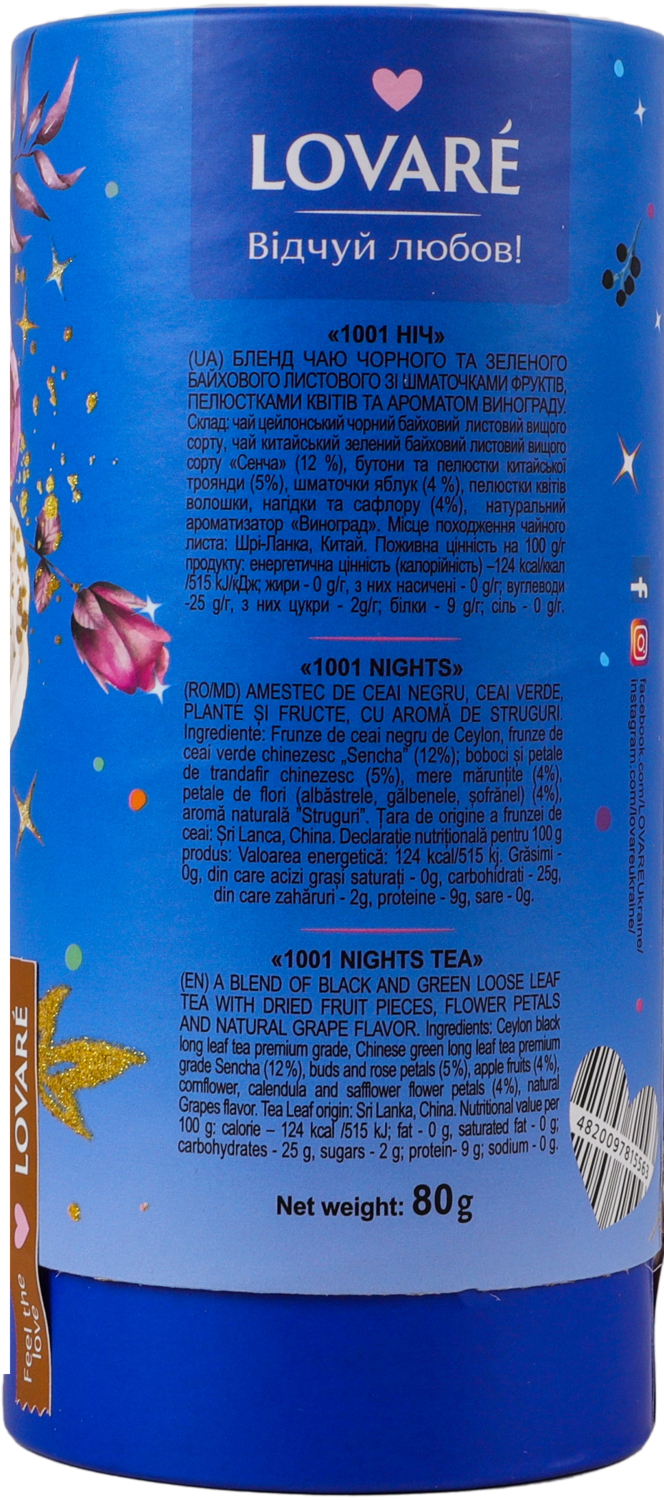 LOVARÉ
Відчуй любов!
«1001 НІЧ»
(UA) БЛЕНД ЧАЮ ЧОРНОГО ТА ЗЕЛЕНОГО
БАЙХОВОГО ЛИСТОВОГО ЗІ ШМАТОЧКАМИ ФРУКТІВ,
ПЕЛЮСТКАМИ КВІТІВ ТА АРОМАТОМ ВИНОГРАДУ.
Склад: чай цейлонський чорний байховий листовий вищого
сорту, чай китайський зелений байховий листовий вищого
сорту «Сенча» (12 %), бутони та пелюстки китайської
троянди (5%), шматочки яблук (4 %), пелюстки квітів
волошки, нагідки та сафлору (4%), натуральний
ароматизатор «Виноград». Місце походження чайного
листа: Шрі-Ланка, Китай. Поживна цінність на 100 g/г
продукту: енергетична цінність (калорійність) –124 kcal/ккал
/515 kJ/кДж; жири - 0 g/г, з них насичені - 0 g/г; вуглеводи
-25 g/г, з них цукри - 2g/г; білки - 9 g/г; сіль - 0 g/г.
«1001 NIGHTS»
(RO/MD) AMESTEC DE CEAI NEGRU, CEAI VERDE,
PLANTE ȘI FRUCTE, CU AROMĂ DE STRUGURI.
Ingrediente: Frunze de ceai negru de Ceylon, frunze de
ceai verde chinezesc „Sencha" (12%); boboci și petale
de trandafir chinezesc (5%), mere mărunțite (4%),
petale de flori (albăstrele, gălbenele, șofrănel) (4%),
aromă naturală "Struguri". Țara de origine a frunzei de
ceai: Șri Lanca, China. Declarație nutrițională pentru 100 g
produs: Valoarea energetică: 124 kcal/515 kj. Grăsimi -
0g, din care acizi grași saturați - 0g, carbohidrati - 25g,
din care zahăruri - 2g, proteine - 9g, sare - 0g.
«1001 NIGHTS TEA»
(EN) A BLEND OF BLACK AND GREEN LOOSE LEAF
TEA WITH DRIED FRUIT PIECES, FLOWER PETALS
AND NATURAL GRAPE FLAVOR. Ingredients: Ceylon black
long leaf tea premium grade, Chinese green long leaf tea premium
grade Sencha (12%), buds and rose petals (5%), apple fruits (4%),
cornflower, calendula and safflower flower petals (4%), natural
Grapes flavor. Tea Leaf origin: Sri Lanka, China. Nutritional value per
100 g: calorie – 124 kcal /515 kJ; fat - 0 g, saturated fat - 0 g;
carbohydrates - 25 g, sugars - 2 g; protein- 9 g; sodium - 0 g.
Net weight: 80g
facebook.com/LOVAREUkraine/
instagram.com/lovareukraine/
4820097815563
LOVARÉ
Feel the
love